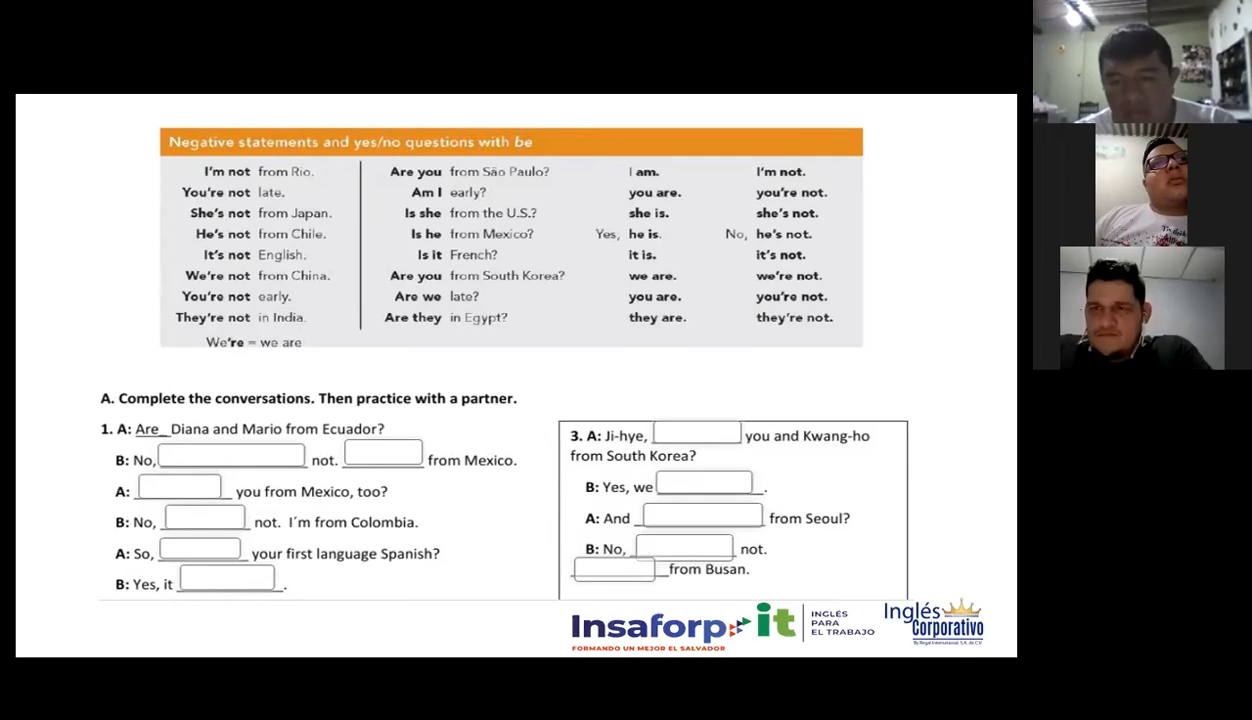 Negative statements and yes/no questions with be
I'm not from Rio.
You're not late.
She's not from Japan.
He's not from Chile.
It's not English.
We're not from China.
You're not early.
They're not in India.
We're = we are
Are you from São Paulo?
Am I early?
Is she from the U.S.?
Is he from Mexico?
Is it French?
Are you from South Korea?
Are we late?
Are they in Egypt?
Yes,
I am.
you are.
she is.
he is.
it is.
we are.
you are.
they are.
No,
I'm not.
you're not.
she's not.
he's not.
it's not.
we're not.
you're not.
they're not.
A. Complete the conversations. Then practice with a partner.
1. A: Are_ Diana and Mario from Ecuador?
B: No, not. from Mexico.
A: you from Mexico, too?
B: No, not. I´m from Colombia.
A: So, your first language Spanish?
B: Yes, it .
3. A: Ji-hye, you and Kwang-ho
from South Korea?
B: Yes, we .
A: And from Seoul?
B: No, not.
from Busan.
Insaforp
FORMANDO UN MEJOR EL SALVADOR
it
INGLÉS
PARA
EL TRABAJO
Inglés
Corporativo
By Regal International, S.A. de C.V.